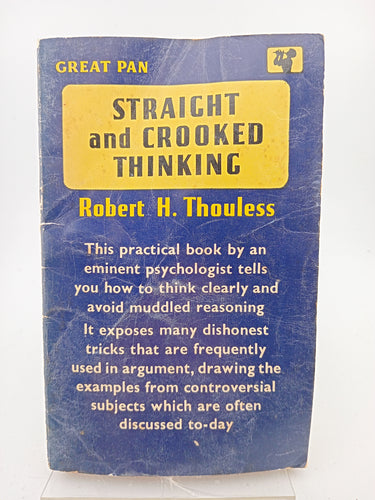 GREAT PAN
STRAIGHT
and CROOKED
THINKING
Robert H. Thouless
This practical book by an
eminent psychologist tells
you how to think clearly and
avoid muddled reasoning
It exposes many dishonest
tricks that are frequently
used in argument, drawing the
examples from controversial
subjects which are often
discussed to-day